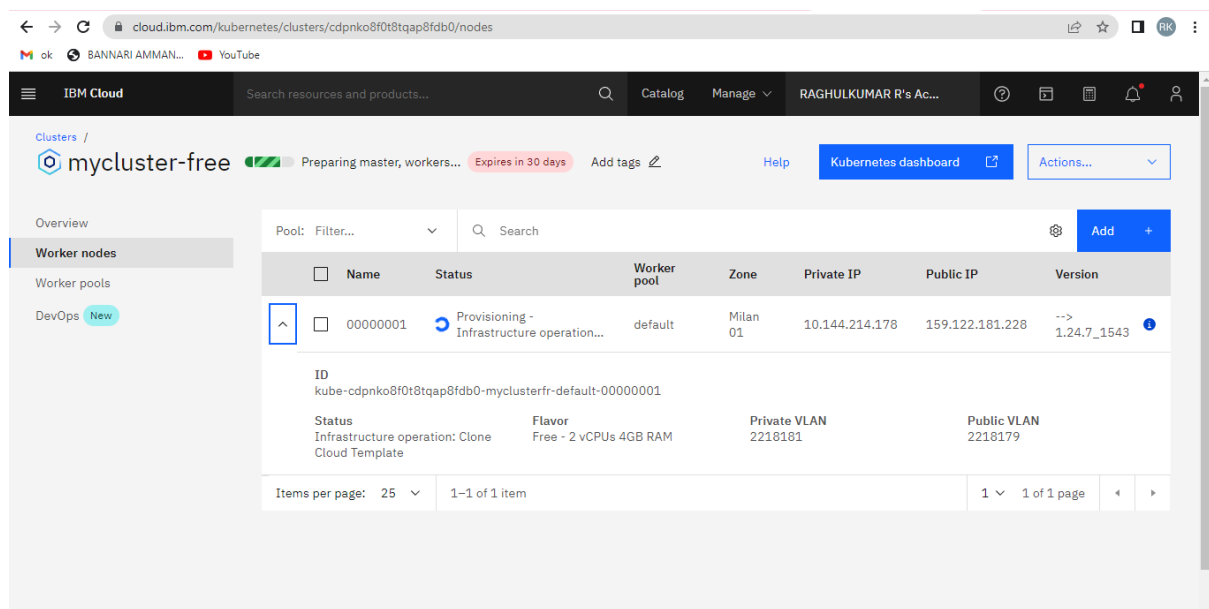 cloud.ibm.com/kubernetes/clusters/cdpnko8f0t8tqap8fdb0/nodes
RK
ok BANNARI AMMAN... YouTube
IBM Cloud Search resources and products... Catalog Manage RAGHULKUMAR R's Ac...
Clusters /
mycluster-free Preparing master, workers... Expires in 30 days Add tags Help Kubernetes dashboard Actions...
Overview
Worker nodes
Worker pools
DevOps New
Pool: Filter... Search Add +
Name Status Worker pool Zone Private IP Public IP Version
00000001 Provisioning - Infrastructure operation... default Milan 01 10.144.214.178 159.122.181.228 --> 1.24.7_1543
ID
kube-cdpnko8f0t8tqap8fdb0-myclusterfr-default-00000001
Status Flavor Private VLAN Public VLAN
Infrastructure operation: Clone Cloud Template Free - 2 vCPUs 4GB RAM 2218181 2218179
Items per page: 25 1–1 of 1 item 1 1 of 1 page